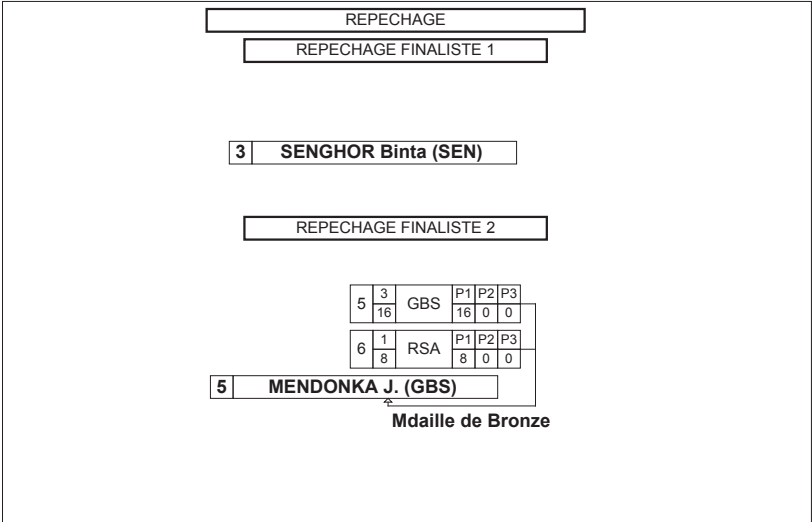 REPECHAGE
REPECHAGE FINALISTE 1
3 SENGHOR Binta (SEN)
REPECHAGE FINALISTE 2
5 3 GBS P1 P2 P3
16 16 0 0
6 1 RSA P1 P2 P3
8 8 0 0
5 MENDONKA J. (GBS)
Mdaille de Bronze